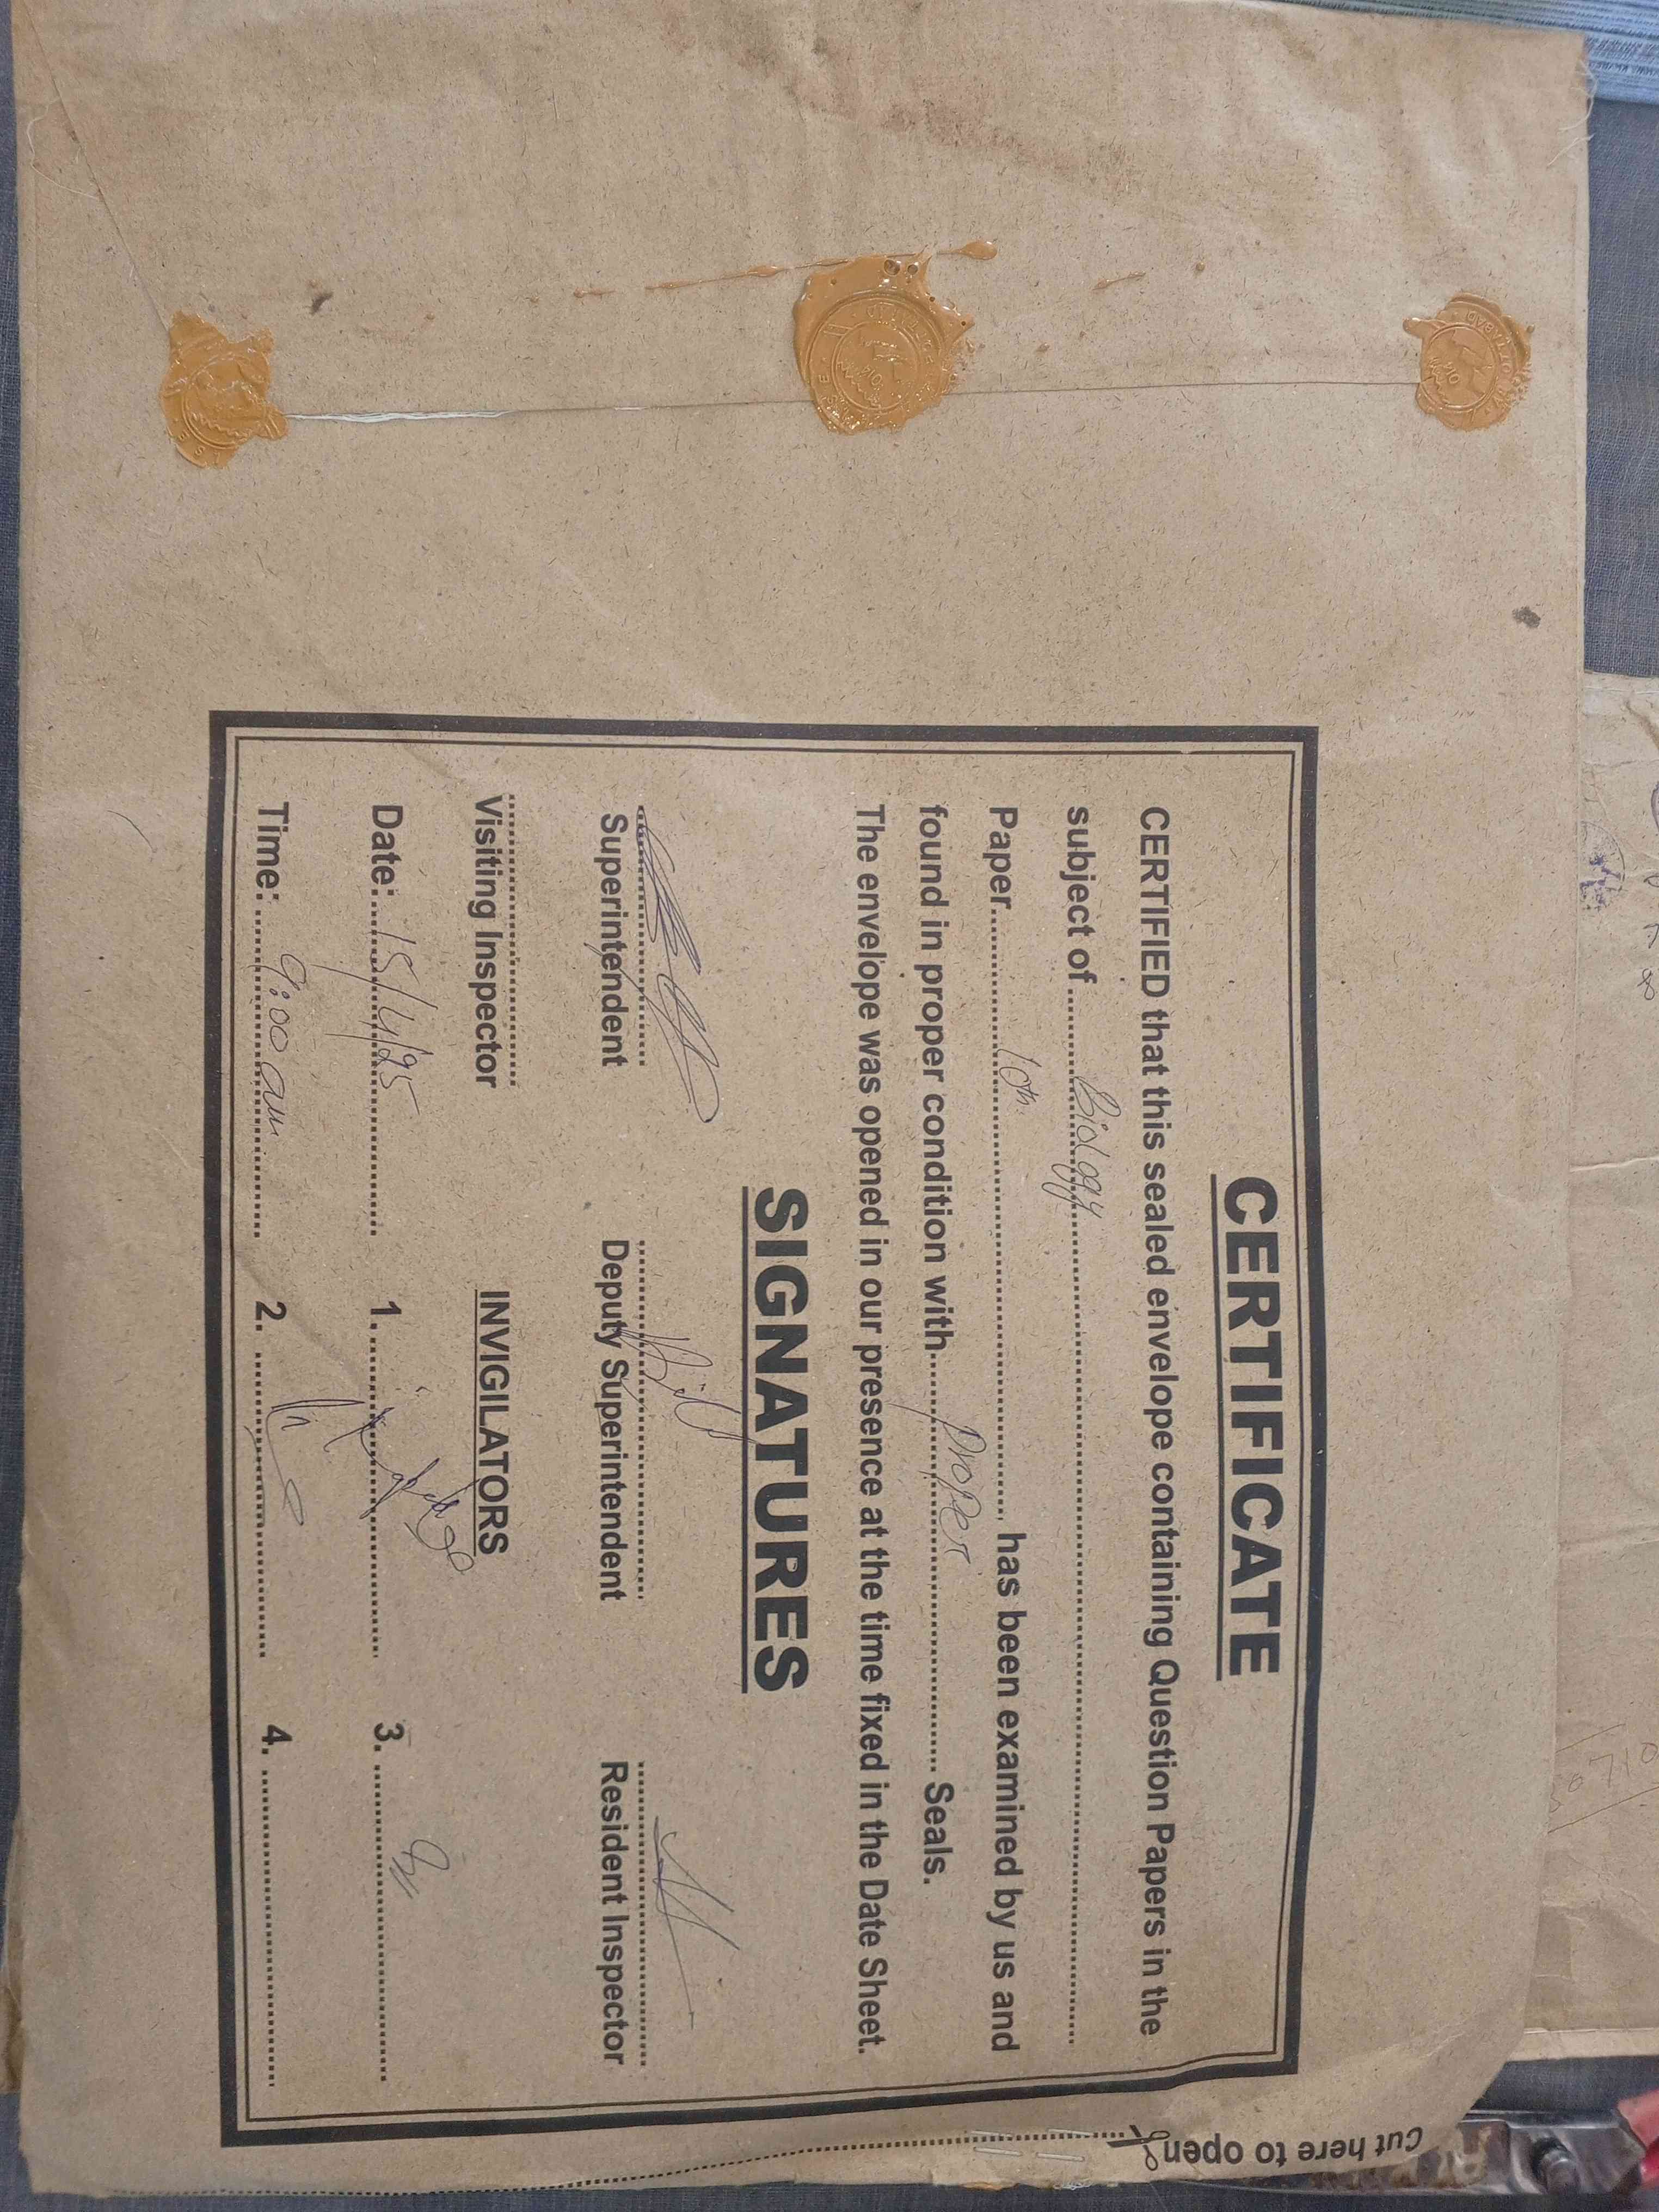 CERTIFICATE
CERTIFIED that this sealed envelope containing Question Papers in the
subject of Biology
Paper 10th has been examined by us and
found in proper condition with Proper Seals.
The envelope was opened in our presence at the time fixed in the Date Sheet.
SIGNATURES
Superintendent Deputy Superintendent Resident Inspector
Visiting Inspector INVIGILATORS
Date: 15/4/25 1. 3.
Time: 9:00 am 2. 4.
Cut here to open